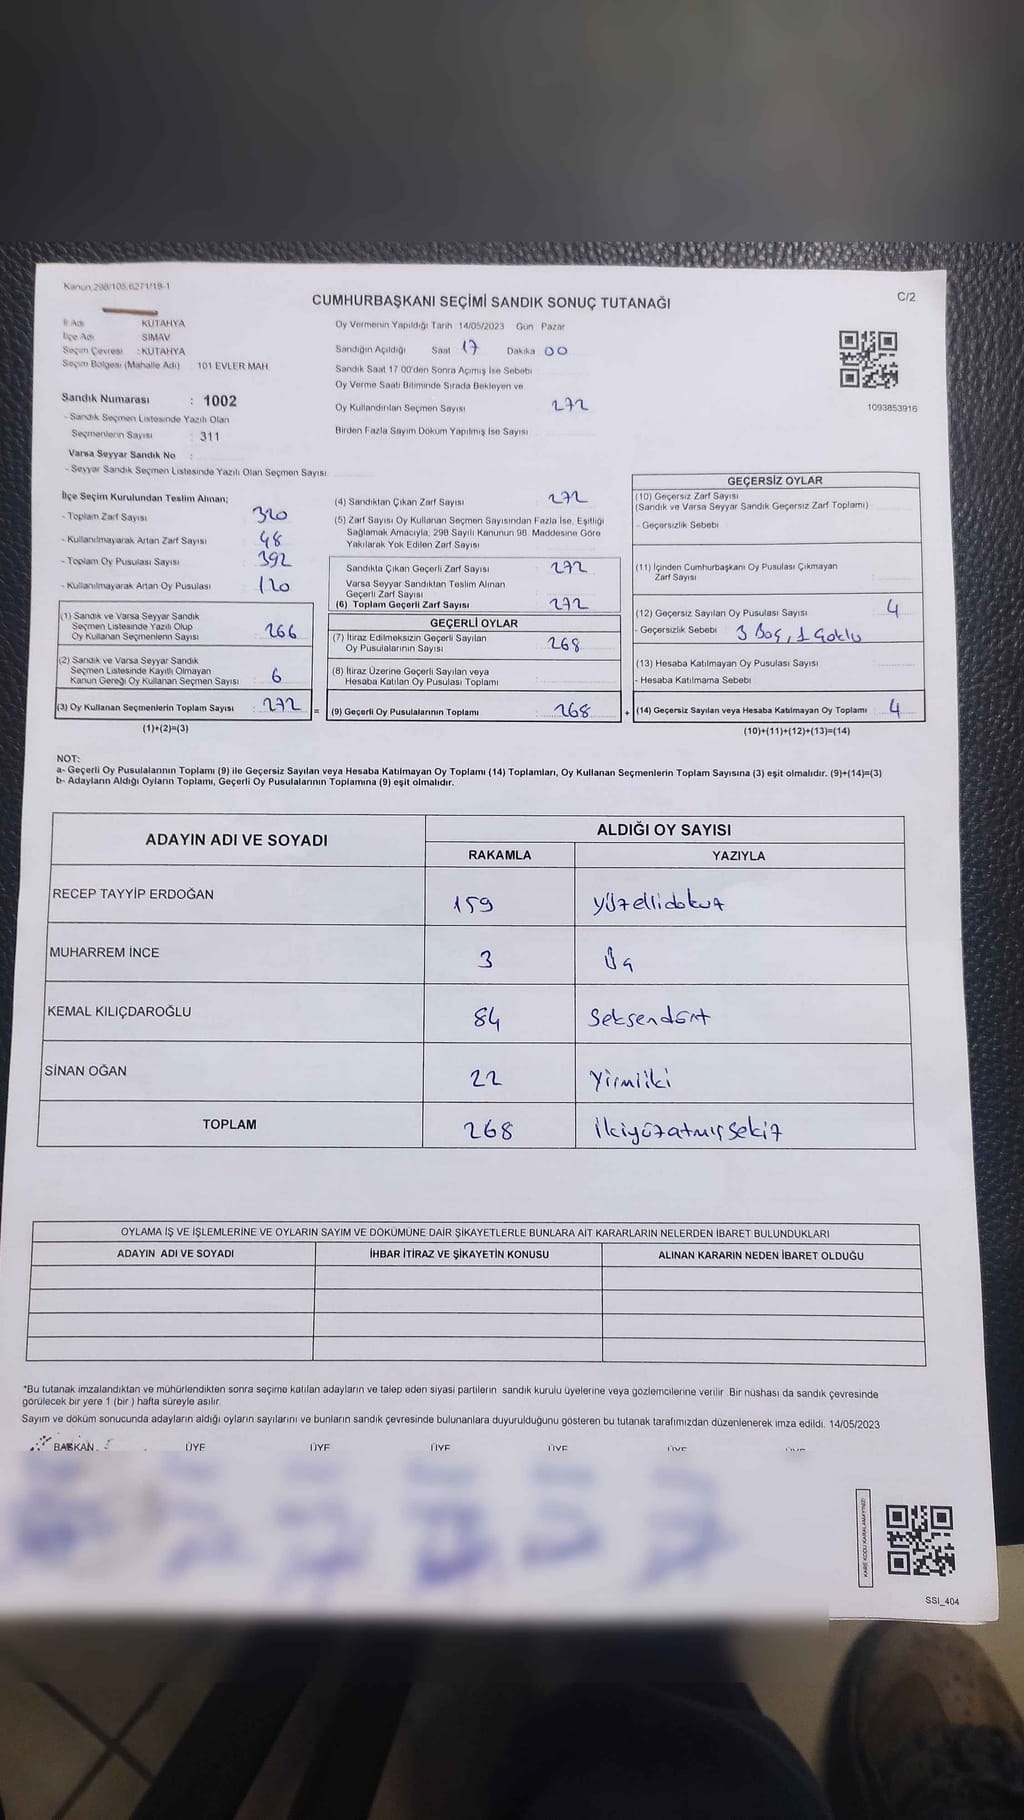 Kanun,298/105,6271/18-1
C/2
CUMHURBAŞKANI SEÇİMİ SANDIK SONUÇ TUTANAĞI
İl Adı KÜTAHYA
İlçe Adı SİMAV
Seçim Çevresi : KÜTAHYA
Seçim Bölgesi (Mahalle Adı) 101 EVLER MAH.
Oy Vermenin Yapıldığı Tarih 14/05/2023 Gün Pazar
Sandığın Açıldığı Saat 17 Dakika 00
Sandık Saat 17.00'den Sonra Açımış İse Sebebi
Oy Verme Saati Bitiminde Sırada Bekleyen ve
Oy Kullandırılan Seçmen Sayısı 272
Birden Fazla Sayım Döküm Yapılmış İse Sayısı
1093853916
Sandık Numarası : 1002
- Sandık Seçmen Listesinde Yazılı Olan
Seçmenlerin Sayısı : 311
Varsa Seyyar Sandık No :
- Seyyar Sandık Seçmen Listesinde Yazılı Olan Seçmen Sayısı
İlçe Seçim Kurulundan Teslim Alınan;
- Toplam Zarf Sayısı 320
- Kullanılmayarak Artan Zarf Sayısı 48
- Toplam Oy Pusulası Sayısı 392
- Kullanılmayarak Artan Oy Pusulası 120
(1) Sandık ve Varsa Seyyar Sandık
Seçmen Listesinde Yazılı Olup
Oy Kullanan Seçmenlerin Sayısı 266
(2) Sandık ve Varsa Seyyar Sandık
Seçmen Listesinde Kayıtlı Olmayan
Kanun Gereği Oy Kullanan Seçmen Sayısı 6
(3) Oy Kullanan Seçmenlerin Toplam Sayısı : 272 =
(1)+(2)=(3)
(4) Sandıktan Çıkan Zarf Sayısı 272
(5) Zarf Sayısı Oy Kullanan Seçmen Sayısından Fazla İse, Eşitliği
Sağlamak Amacıyla, 298 Sayılı Kanunun 98. Maddesine Göre
Yakılarak Yok Edilen Zarf Sayısı
Sandıkta Çıkan Geçerli Zarf Sayısı 272
Varsa Seyyar Sandıktan Teslim Alınan
Geçerli Zarf Sayısı
(6) Toplam Geçerli Zarf Sayısı 272
GEÇERLİ OYLAR
(7) İtiraz Edilmeksizin Geçerli Sayılan
Oy Pusulalarının Sayısı 268
(8) İtiraz Üzerine Geçerli Sayılan veya
Hesaba Katılan Oy Pusulası Toplamı
(9) Geçerli Oy Pusulalarının Toplamı 268 +
GEÇERSİZ OYLAR
(10) Geçersiz Zarf Sayısı
(Sandık ve Varsa Seyyar Sandık Geçersiz Zarf Toplamı)
- Geçersizlik Sebebi
(11) İçinden Cumhurbaşkanı Oy Pusulası Çıkmayan
Zarf Sayısı
(12) Geçersiz Sayılan Oy Pusulası Sayısı 4
- Geçersizlik Sebebi 3 Boş, 1 Çoklu
(13) Hesaba Katılmayan Oy Pusulası Sayısı
- Hesaba Katılmama Sebebi
(14) Geçersiz Sayılan veya Hesaba Katılmayan Oy Toplamı 4
(10)+(11)+(12)+(13)=(14)
NOT:
a- Geçerli Oy Pusulalarının Toplamı (9) ile Geçersiz Sayılan veya Hesaba Katılmayan Oy Toplamı (14) Toplamları, Oy Kullanan Seçmenlerin Toplam Sayısına (3) eşit olmalıdır. (9)+(14)=(3)
b- Adayların Aldığı Oyların Toplamı, Geçerli Oy Pusulalarının Toplamına (9) eşit olmalıdır.
ADAYIN ADI VE SOYADI ALDIĞI OY SAYISI
RAKAMLA YAZIYLA
RECEP TAYYİP ERDOĞAN 159 yüzellidokuz
MUHARREM İNCE 3 Üç
KEMAL KILIÇDAROĞLU 84 Seksendört
SİNAN OĞAN 22 Yirmiiki
TOPLAM 268 İkiyüzatmışsekiz
OYLAMA İŞ VE İŞLEMLERİNE VE OYLARIN SAYIM VE DÖKÜMÜNE DAİR ŞİKAYETLERLE BUNLARA AİT KARARLARIN NELERDEN İBARET BULUNDUKLARI
ADAYIN ADI VE SOYADI İHBAR İTİRAZ VE ŞİKAYETİN KONUSU ALINAN KARARIN NEDEN İBARET OLDUĞU
*Bu tutanak imzalandıktan ve mühürlendikten sonra seçime katılan adayların ve talep eden siyasi partilerin sandık kurulu üyelerine veya gözlemcilerine verilir. Bir nüshası da sandık çevresinde
görülecek bir yere 1 (bir ) hafta süreyle asılır.
Sayım ve döküm sonucunda adayların aldığı oyların sayılarını ve bunların sandık çevresinde bulunanlara duyurulduğunu gösteren bu tutanak tarafımızdan düzenlenerek imza edildi. 14/05/2023
BAŞKAN ÜYE ÜYE ÜYE ÜYE ÜYE ÜYE
KARE KODU KARALAMAYINIZ!
SSI_404